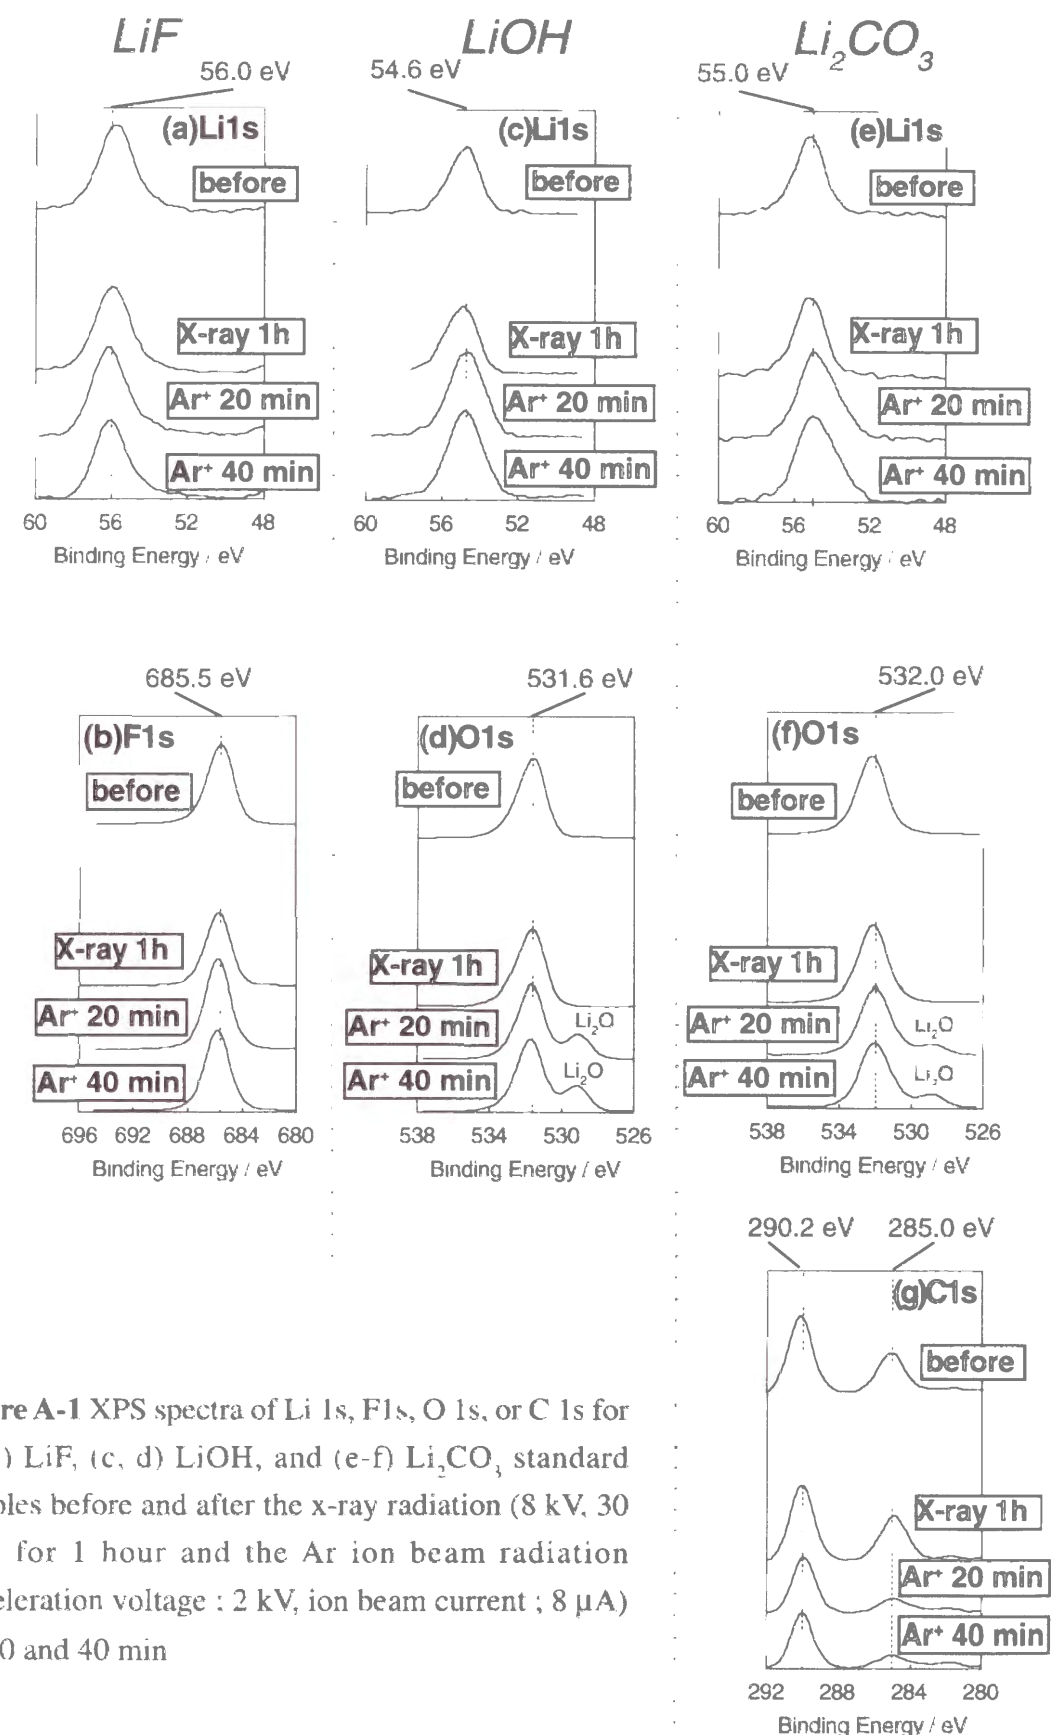 LiF
LiOH
Li₂CO₃
56.0 eV
54.6 eV
55.0 eV
(a)Li1s
(c)Li1s
(e)Li1s
before
before
before
X-ray 1h
X-ray 1h
X-ray 1h
Ar⁺ 20 min
Ar⁺ 20 min
Ar⁺ 20 min
Ar⁺ 40 min
Ar⁺ 40 min
Ar⁺ 40 min
60 56 52 48
60 56 52 48
60 56 52 48
Binding Energy / eV
Binding Energy / eV
Binding Energy / eV
685.5 eV
531.6 eV
532.0 eV
(b)F1s
(d)O1s
(f)O1s
before
before
before
X-ray 1h
X-ray 1h
X-ray 1h
Ar⁺ 20 min
Ar⁺ 20 min
Li₂O
Ar⁺ 20 min
Li₂O
Ar⁺ 40 min
Ar⁺ 40 min
Li₂O
Ar⁺ 40 min
Li₂O
696 692 688 684 680
538 534 530 526
538 534 530 526
Binding Energy / eV
Binding Energy / eV
Binding Energy / eV
290.2 eV
285.0 eV
(g)C1s
before
X-ray 1h
Ar⁺ 20 min
Ar⁺ 40 min
292 288 284 280
Binding Energy / eV
re A-1 XPS spectra of Li 1s, F1s, O 1s, or C 1s for
) LiF, (c, d) LiOH, and (e-f) Li₂CO₃ standard
ples before and after the x-ray radiation (8 kV, 30
for 1 hour and the Ar ion beam radiation
eleration voltage : 2 kV, ion beam current ; 8 µA)
0 and 40 min